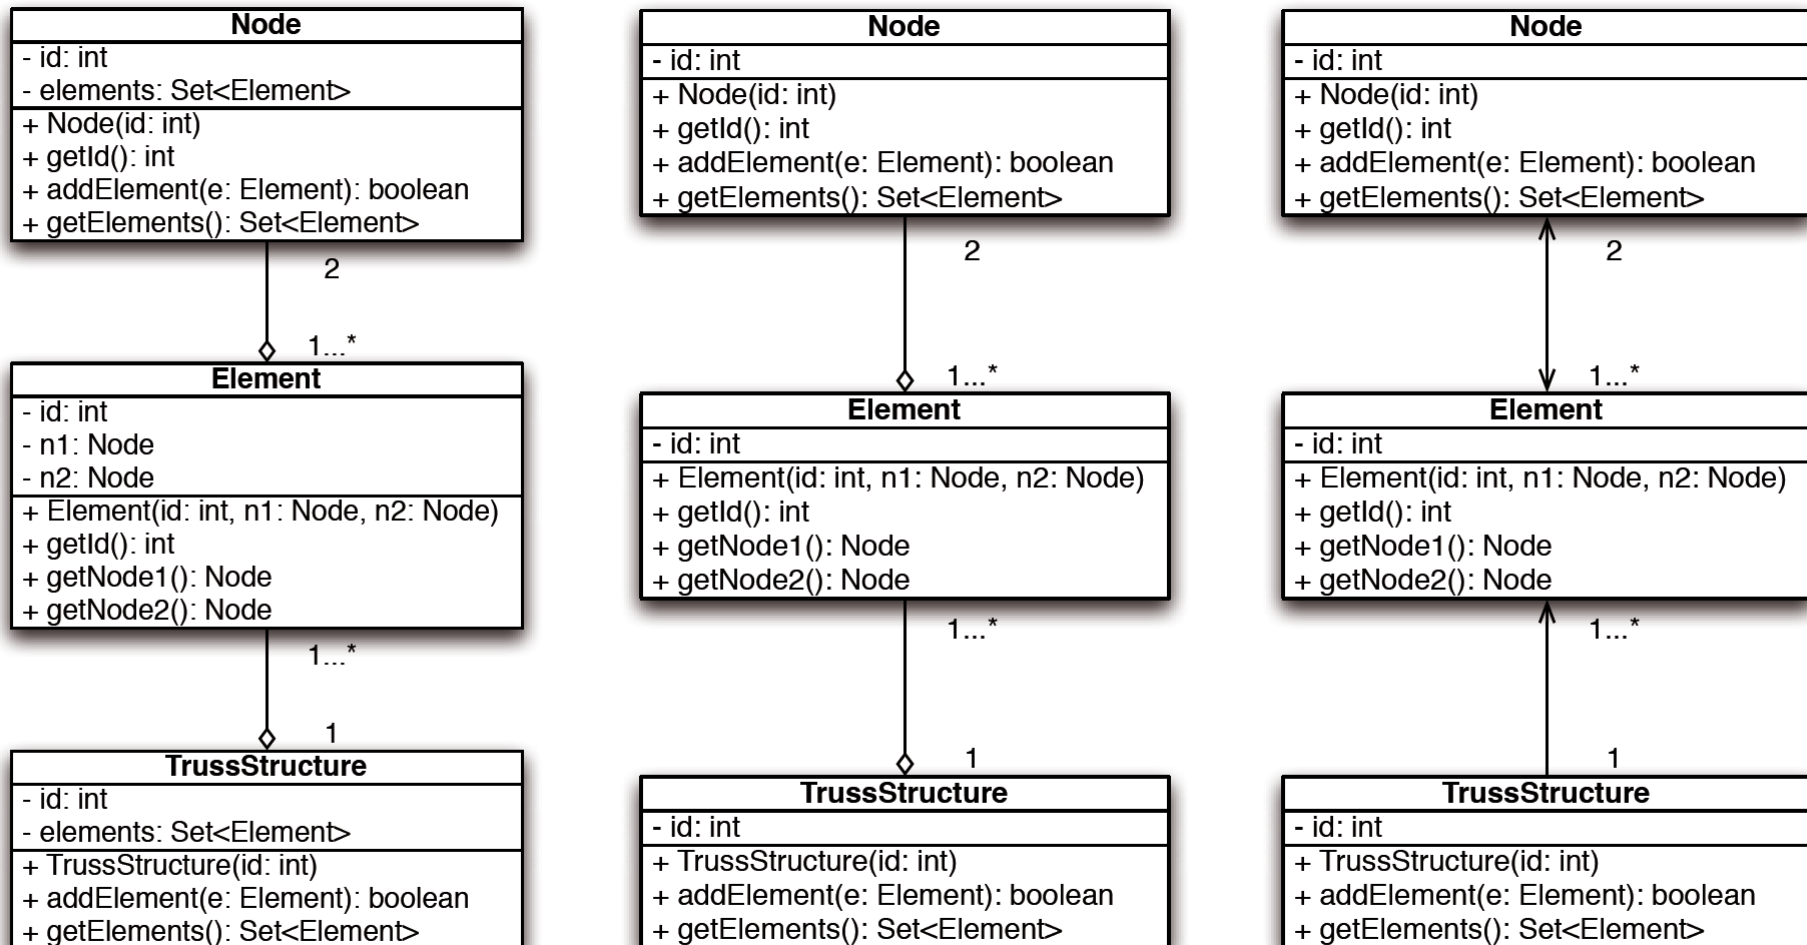 Node
- id: int
- elements: Set<Element>
+ Node(id: int)
+ getId(): int
+ addElement(e: Element): boolean
+ getElements(): Set<Element>
2
1...*
Element
- id: int
- n1: Node
- n2: Node
+ Element(id: int, n1: Node, n2: Node)
+ getId(): int
+ getNode1(): Node
+ getNode2(): Node
1...*
1
TrussStructure
- id: int
- elements: Set<Element>
+ TrussStructure(id: int)
+ addElement(e: Element): boolean
+ getElements(): Set<Element>
Node
- id: int
+ Node(id: int)
+ getId(): int
+ addElement(e: Element): boolean
+ getElements(): Set<Element>
2
1...*
Element
- id: int
+ Element(id: int, n1: Node, n2: Node)
+ getId(): int
+ getNode1(): Node
+ getNode2(): Node
1...*
1
TrussStructure
- id: int
+ TrussStructure(id: int)
+ addElement(e: Element): boolean
+ getElements(): Set<Element>
Node
- id: int
+ Node(id: int)
+ getId(): int
+ addElement(e: Element): boolean
+ getElements(): Set<Element>
2
1...*
Element
- id: int
+ Element(id: int, n1: Node, n2: Node)
+ getId(): int
+ getNode1(): Node
+ getNode2(): Node
1...*
1
TrussStructure
- id: int
+ TrussStructure(id: int)
+ addElement(e: Element): boolean
+ getElements(): Set<Element>